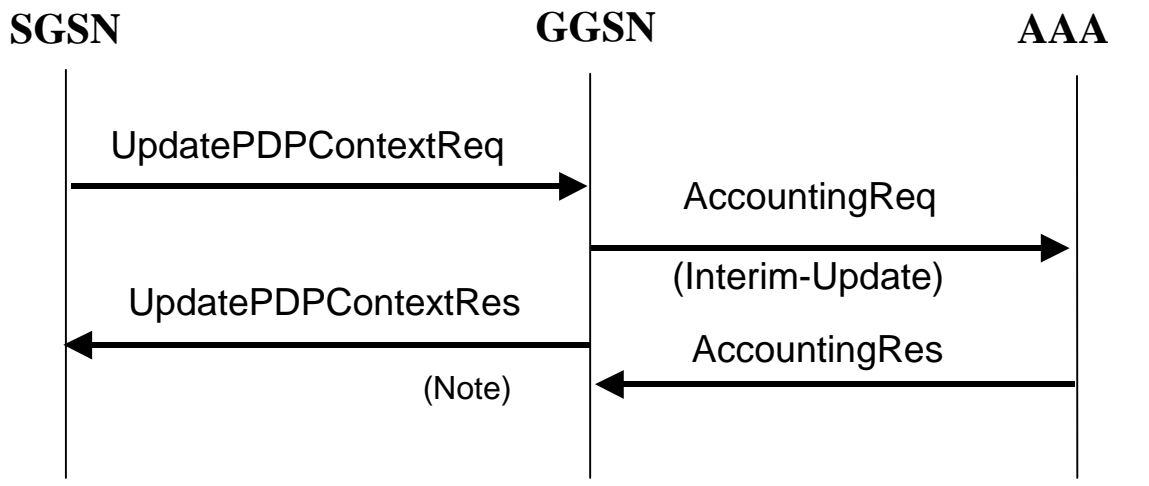 SGSN
GGSN
AAA
UpdatePDPContextReq
AccountingReq
(Interim-Update)
UpdatePDPContextRes
AccountingRes
(Note)